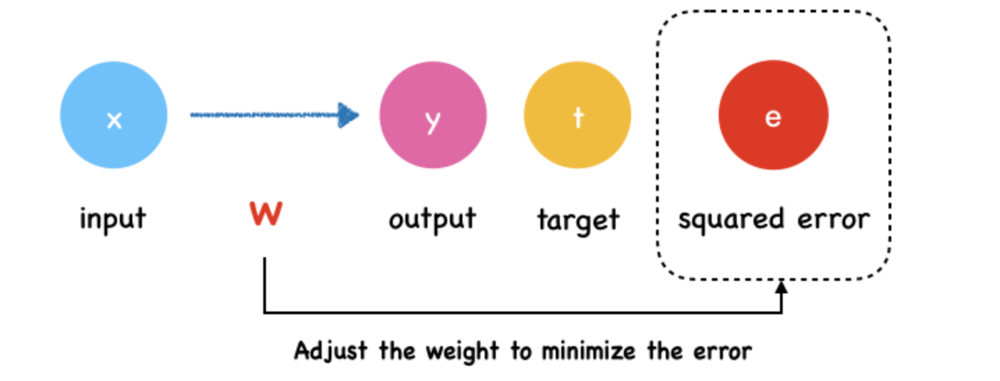 x
y
t
e
input
W
output
target
squared error
Adjust the weight to minimize the error